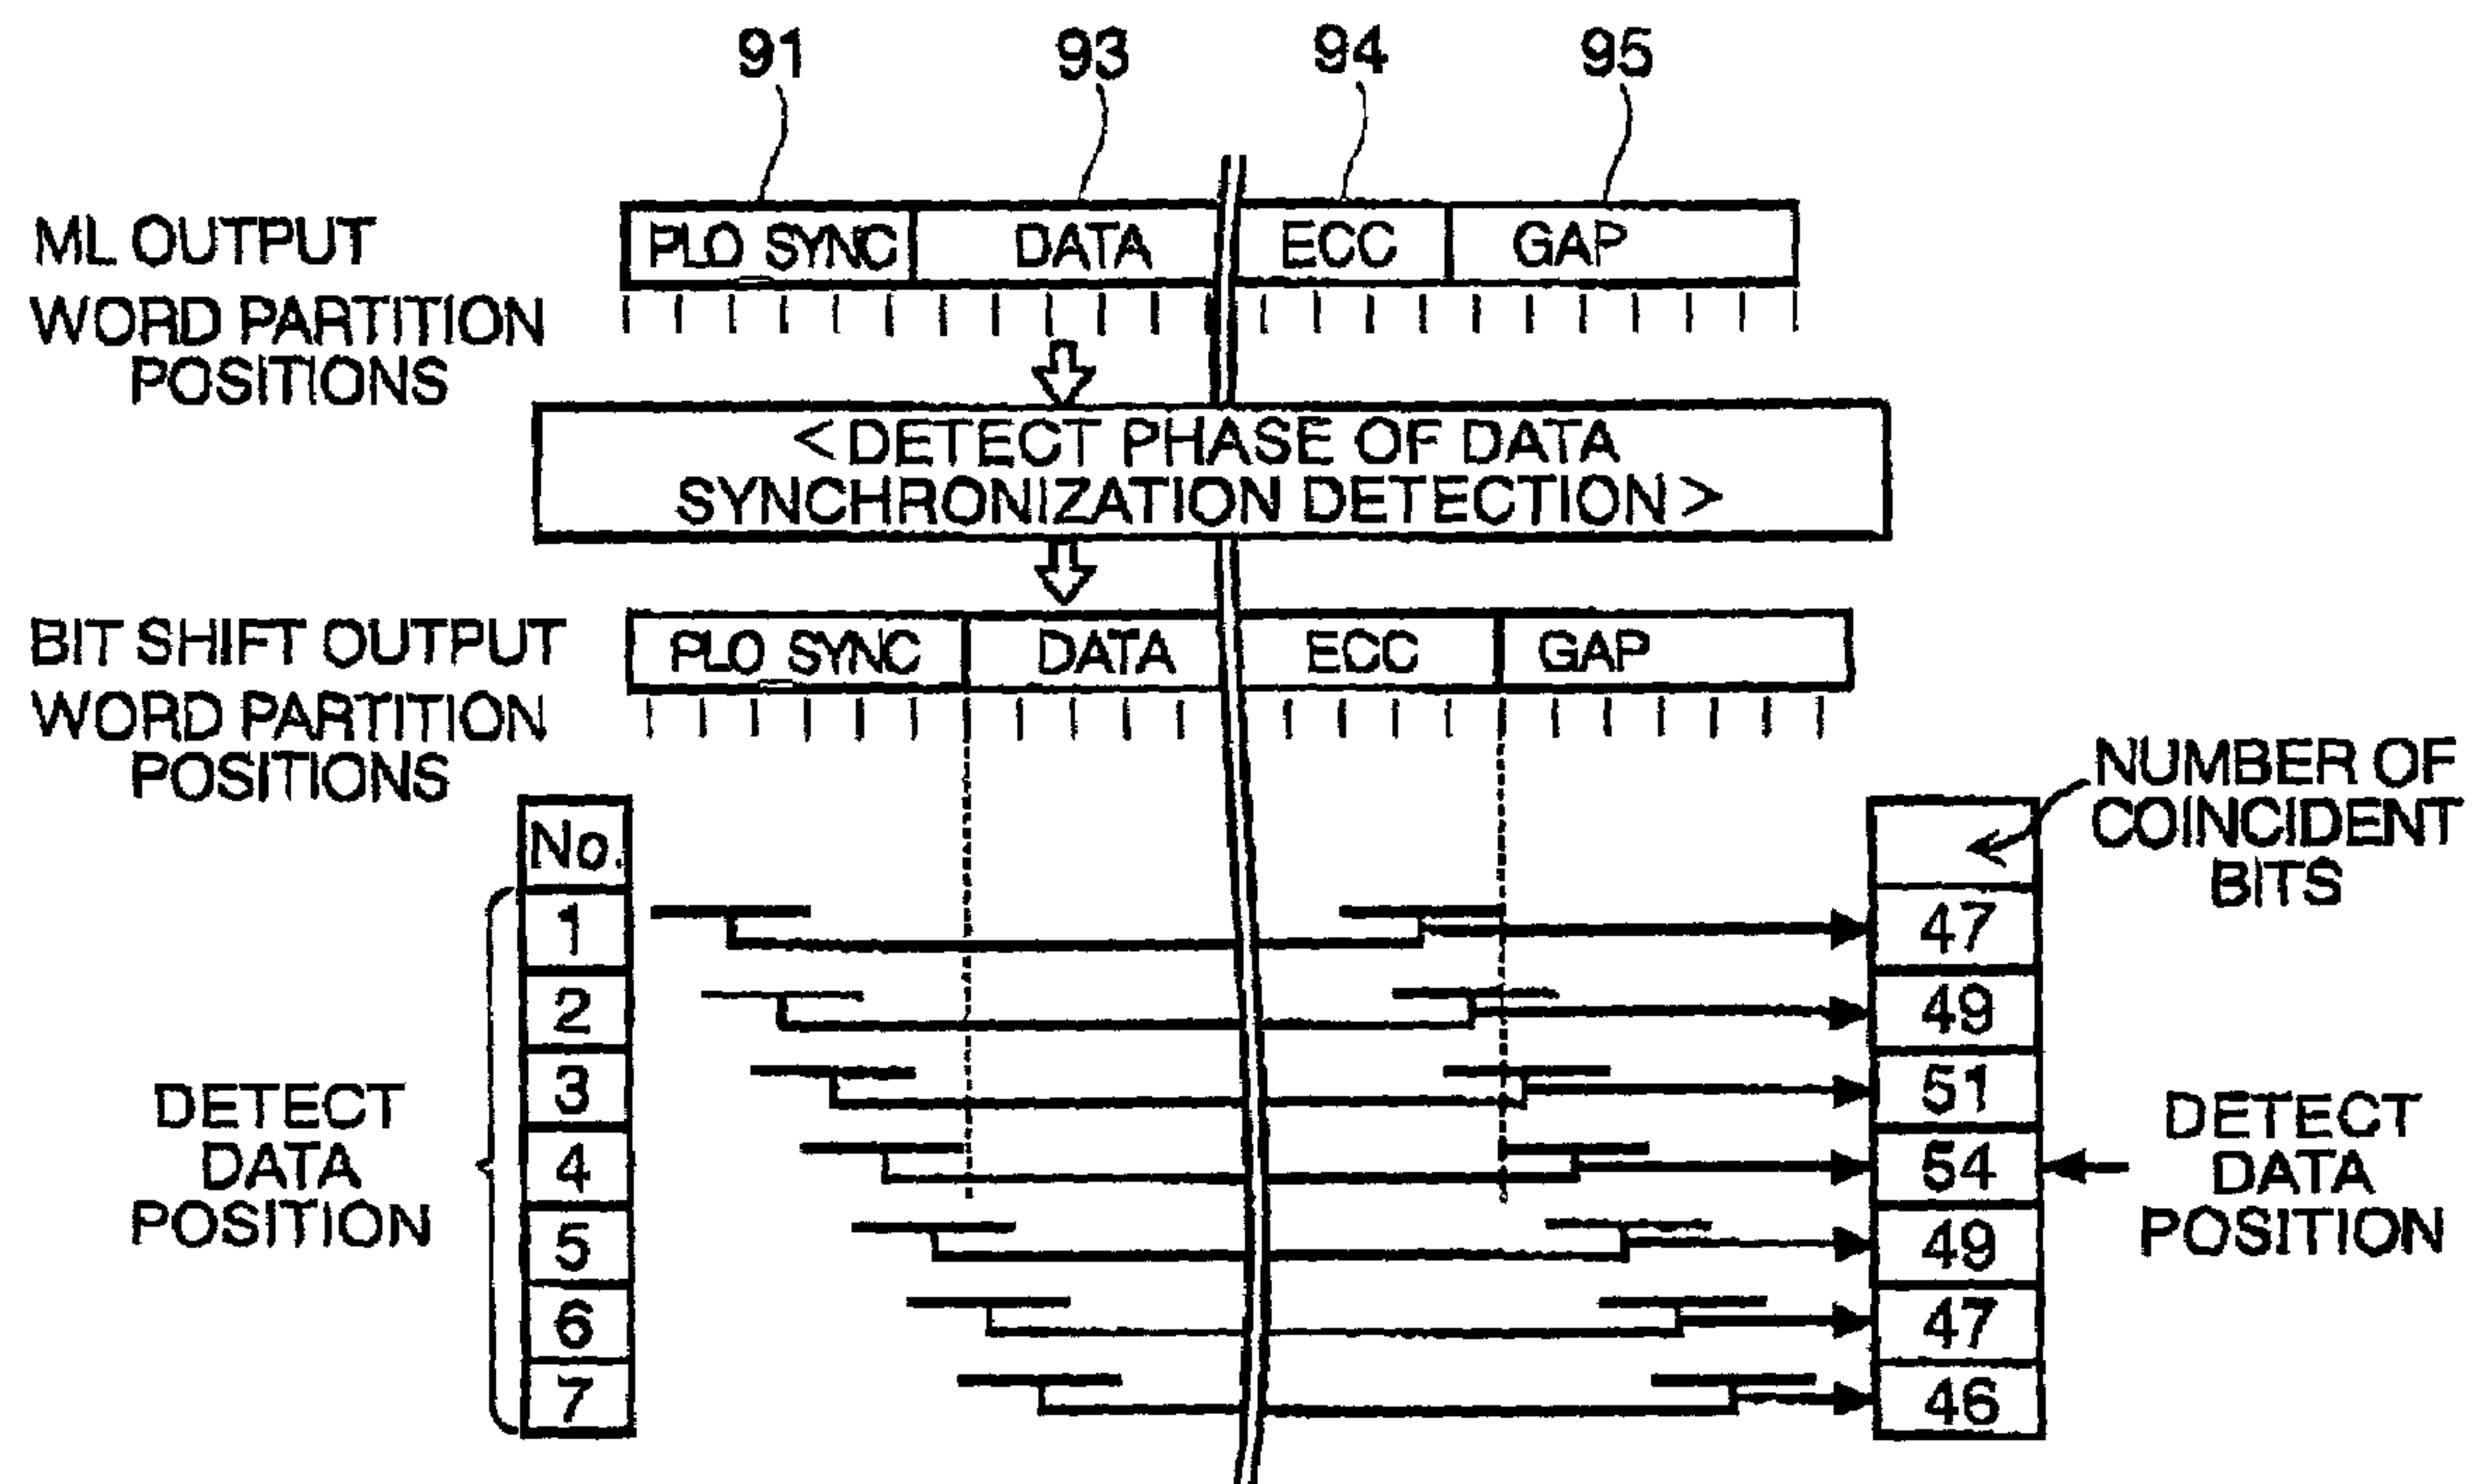 91 93 94 95
ML OUTPUT
PLO SYNC DATA ECC GAP
WORD PARTITION
POSITIONS
< DETECT PHASE OF DATA
SYNCHRONIZATION DETECTION >
BIT SHIFT OUTPUT
PLO SYNC DATA ECC GAP
WORD PARTITION
POSITIONS
NUMBER OF
COINCIDENT
BITS
No.
1 47
2 49
3 51
4 54
5 49
6 47
7 46
DETECT
DATA
POSITION
DETECT
DATA
POSITION